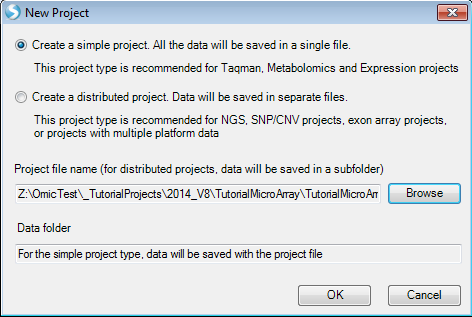 New Project
Create a simple project. All the data will be saved in a single file.
This project type is recommended for Taqman, Metabolomics and Expression projects
Create a distributed project. Data will be saved in separate files.
This project type is recommended for NGS, SNP/CNV projects, exon array projects,
or projects with multiple platform data
Project file name (for distributed projects, data will be saved in a subfolder)
Z:\OmicTest\_TutorialProjects\2014_V8\TutorialMicroArray\TutorialMicroArr
Browse
Data folder
For the simple project type, data will be saved with the project file
OK
Cancel